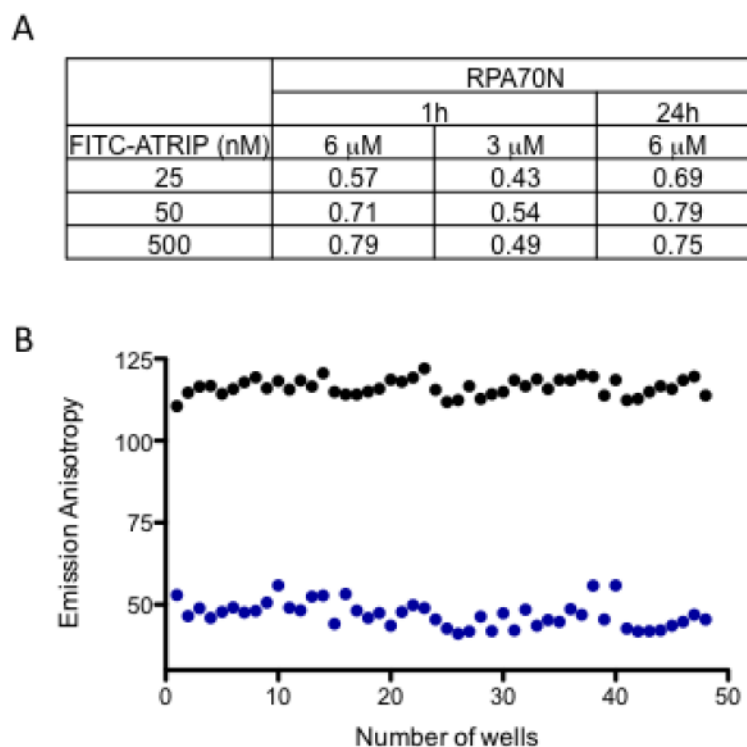 A
RPA70N
1h 24h
FITC-ATRIP (nM) 6 μM 3 μM 6 μM
25 0.57 0.43 0.69
50 0.71 0.54 0.79
500 0.79 0.49 0.75
B
125
100
75
50
0 10 20 30 40 50
Emission Anisotropy
Number of wells